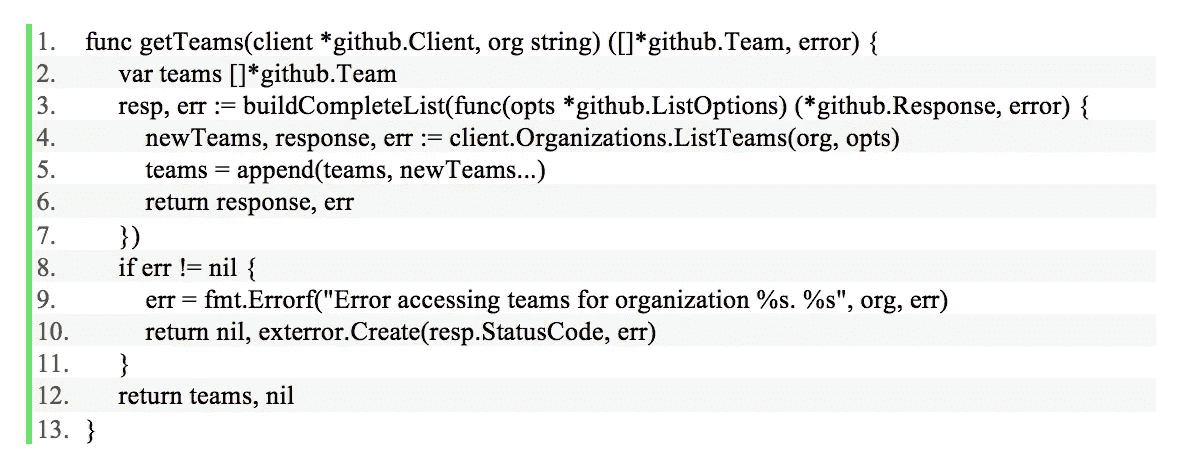 1. func getTeams(client *github.Client, org string) ([]*github.Team, error) {
2. var teams []*github.Team
3. resp, err := buildCompleteList(func(opts *github.ListOptions) (*github.Response, error) {
4. newTeams, response, err := client.Organizations.ListTeams(org, opts)
5. teams = append(teams, newTeams...)
6. return response, err
7. })
8. if err != nil {
9. err = fmt.Errorf("Error accessing teams for organization %s. %s", org, err)
10. return nil, exterror.Create(resp.StatusCode, err)
11. }
12. return teams, nil
13. }